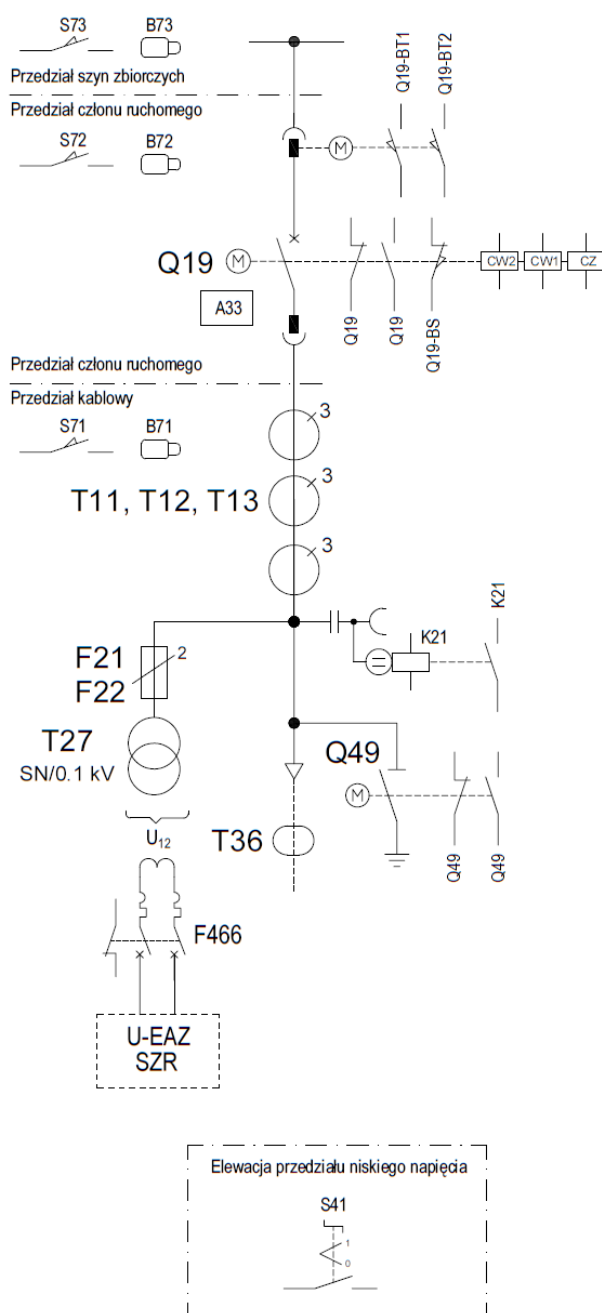 S73 B73
Przedział szyn zbiorczych
Przedział członu ruchomego
S72 B72
Q19-BT1
Q19-BT2
M
Q19
M
A33
Q19
Q19
Q19-BS
CW2 CW1 CZ
Przedział członu ruchomego
Przedział kablowy
S71 B71
3
T11, T12, T13
3
3
K21
K21
F21
F22
2
T27
SN/0.1 kV
U12
Q49
M
T36
Q49
Q49
F466
U-EAZ
SZR
Elewacja przedziału niskiego napięcia
S41
1
0